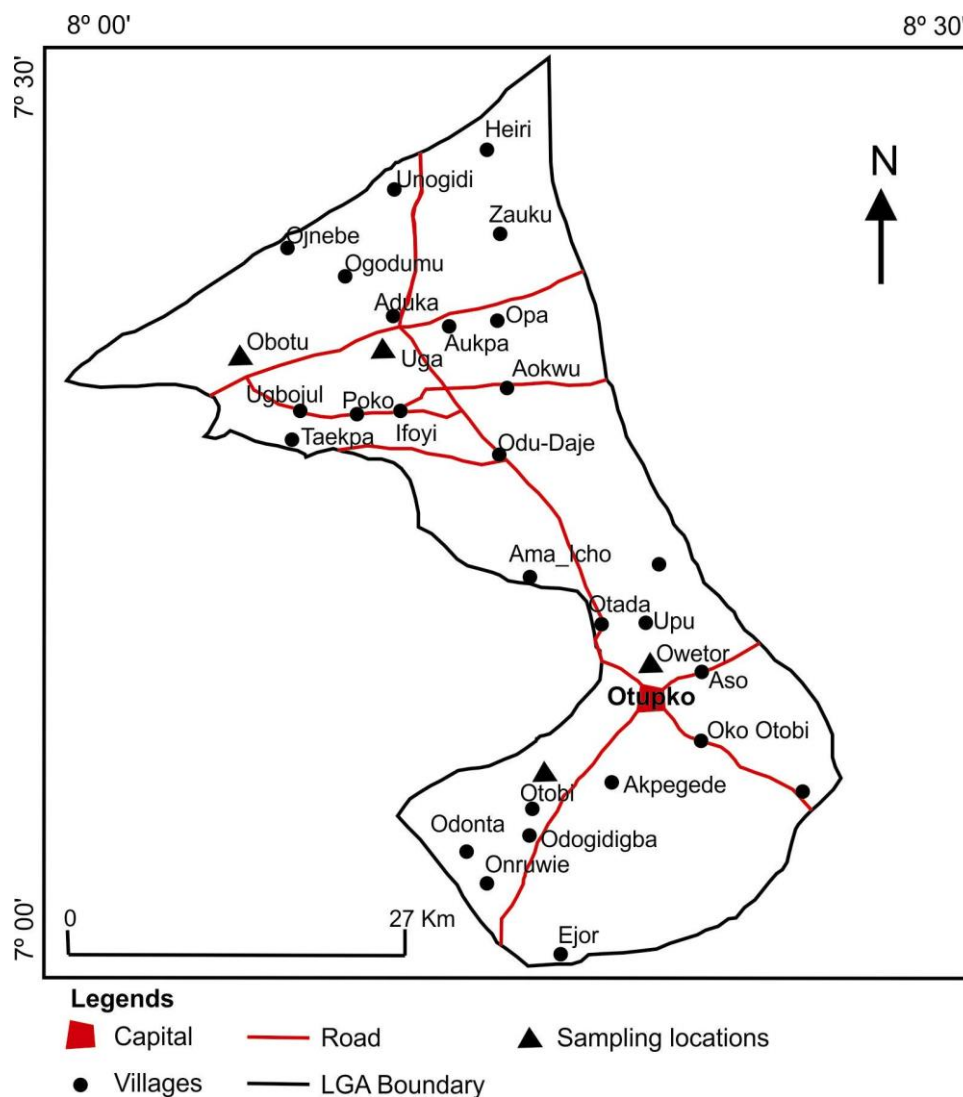 8º 00'
8º 30'
7º 30'
Heiri
N
Unogidi
Zauku
Ojnebe
Ogodumu
Aduka
Opa
Obotu
Aukpa
Uga
Aokwu
Ugbojul
Poko
Ifoyi
Taekpa
Odu-Daje
Ama_Icho
Otada
Upu
Owetor
Aso
Otupko
Oko Otobi
Akpegede
Otobi
Odonta
Odogidigba
Onruwie
7º 00'
0
27 Km
Ejor
Legends
Capital
Road
Sampling locations
Villages
LGA Boundary